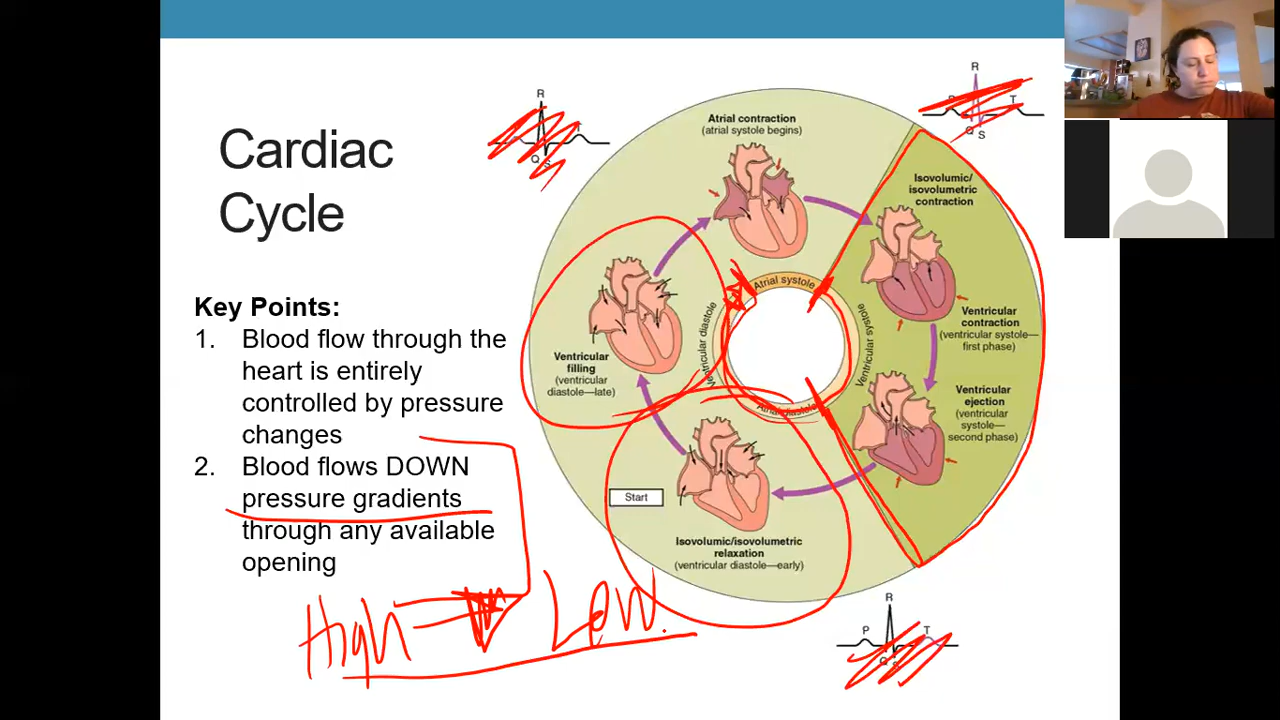 Cardiac
Cycle
Key Points:
1. Blood flow through the
heart is entirely
controlled by pressure
changes
2. Blood flows DOWN
pressure gradients
through any available
opening
High Low.
R
Q S
T
R
T
Q
S
Atrial contraction
(atrial systole begins)
Isovolumic/
isovolumetric
contraction
Ventricular
contraction
(ventricular systole—
first phase)
Ventricular
ejection
(ventricular
systole—
second phase)
Isovolumic/isovolumetric
relaxation
(ventricular diastole—early)
Start
Ventricular
filling
(ventricular
diastole—late)
Atrial systole
Ventricular systole
Atrial diastole
Ventricular diastole
R
P
T
Q